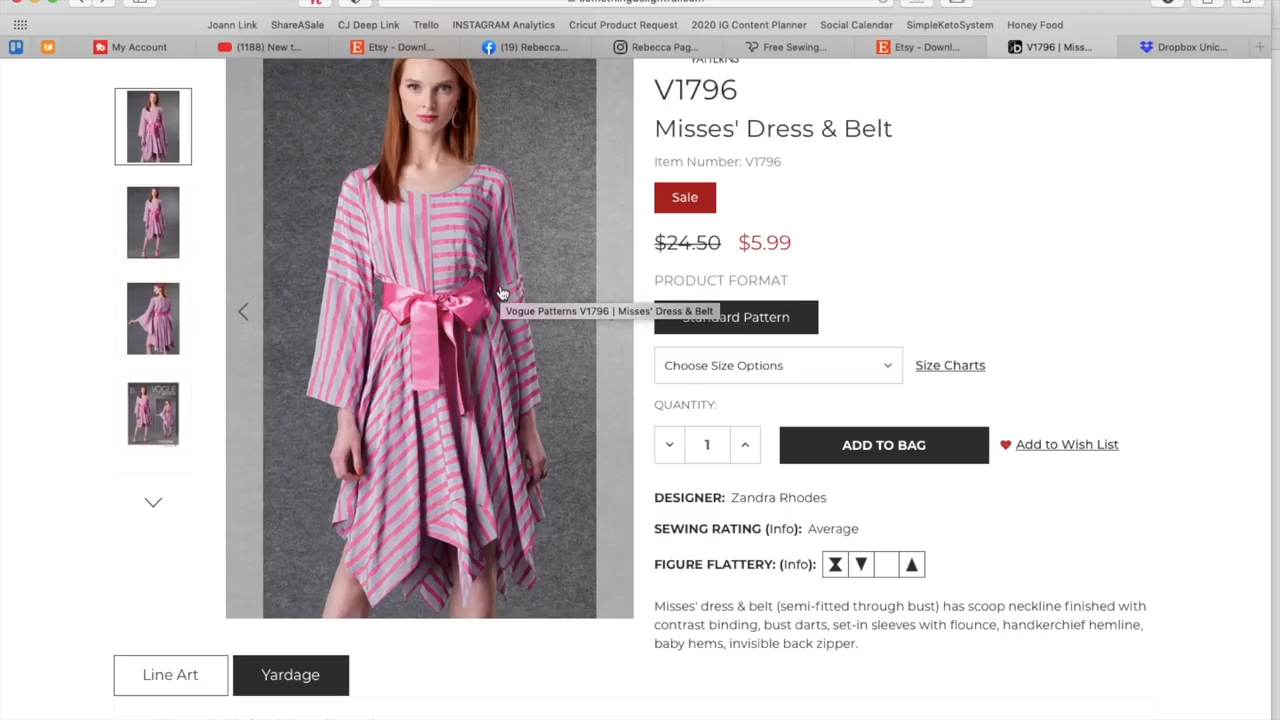 Joann Link ShareASale CJ Deep Link Trello INSTAGRAM Analytics Cricut Product Request 2020 IG Content Planner Social Calendar SimpleKetoSystem Honey Food
My Account (1188) New t... Etsy - Downl... (19) Rebecca... Rebecca Pag... Free Sewing... Etsy - Downl... V1796 | Miss... Dropbox Unic...
PATTERNS
V1796
Misses' Dress & Belt
Item Number: V1796
Sale
$24.50 $5.99
PRODUCT FORMAT
Vogue Patterns V1796 | Misses' Dress & Belt
Standard Pattern
Choose Size Options Size Charts
QUANTITY:
1 ADD TO BAG Add to Wish List
VOGUE
DESIGNER: Zandra Rhodes
SEWING RATING (Info): Average
FIGURE FLATTERY: (Info):
Misses' dress & belt (semi-fitted through bust) has scoop neckline finished with
contrast binding, bust darts, set-in sleeves with flounce, handkerchief hemline,
baby hems, invisible back zipper.
Line Art Yardage